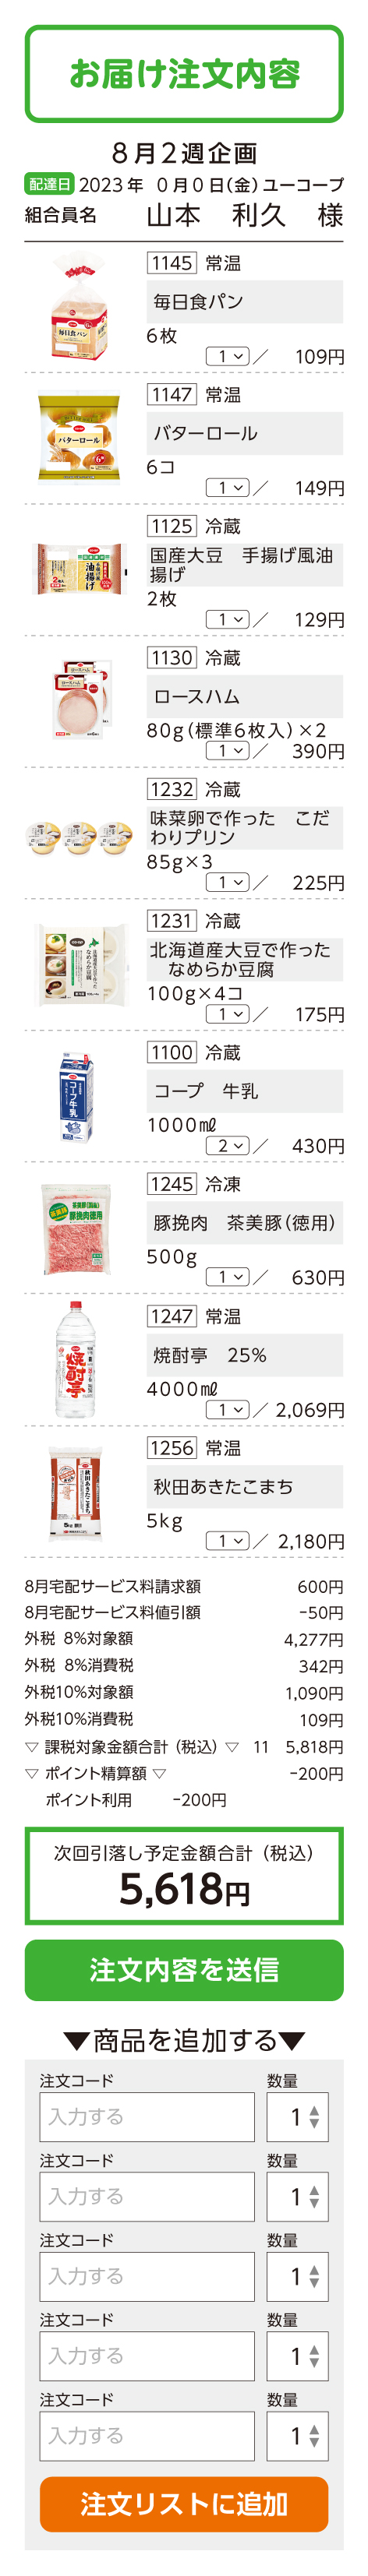 お届け注文内容
8月2週企画
配達日 2023年 0月0日(金)ユーコープ
組合員名 山本 利久 様
1145 常温
毎日食パン
6枚
1 ／ 109円
1147 常温
バターロール
6コ
1 ／ 149円
1125 冷蔵
国産大豆 手揚げ風油
揚げ
2枚
1 ／ 129円
1130 冷蔵
ロースハム
80g(標準6枚入)×2
1 ／ 390円
1232 冷蔵
味菜卵で作った こだ
わりプリン
85g×3
1 ／ 225円
1231 冷蔵
北海道産大豆で作った
なめらか豆腐
100g×4コ
1 ／ 175円
1100 冷蔵
コープ 牛乳
1000㎖
2 ／ 430円
1245 冷凍
豚挽肉 茶美豚(徳用)
500g
1 ／ 630円
1247 常温
焼酎亭 25%
4000㎖
1 ／ 2,069円
1256 常温
秋田あきたこまち
5kg
1 ／ 2,180円
8月宅配サービス料請求額 600円
8月宅配サービス料値引額 -50円
外税 8%対象額 4,277円
外税 8%消費税 342円
外税10%対象額 1,090円
外税10%消費税 109円
▽ 課税対象金額合計（税込）▽ 11 5,818円
▽ ポイント精算額 ▽ -200円
ポイント利用 -200円
次回引落し予定金額合計（税込）
5,618円
注文内容を送信
▼商品を追加する▼
注文コード 数量
入力する 1
注文コード 数量
入力する 1
注文コード 数量
入力する 1
注文コード 数量
入力する 1
注文コード 数量
入力する 1
注文リストに追加